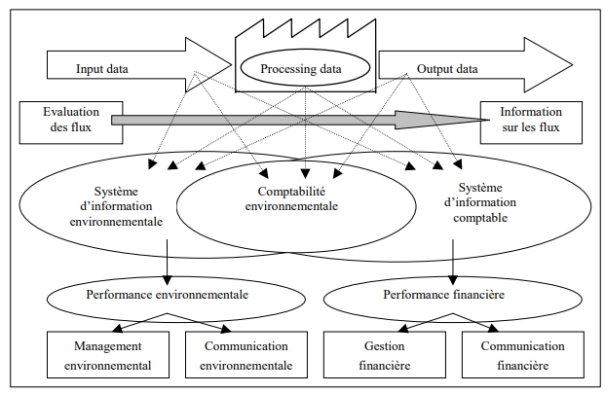 Input data
Processing data
Output data
Evaluation
des flux
Information
sur les flux
Système
d'information
environnementale
Comptabilité
environnementale
Système
d'information
comptable
Performance environnementale
Performance financière
Management
environnemental
Communication
environnementale
Gestion
financière
Communication
financière